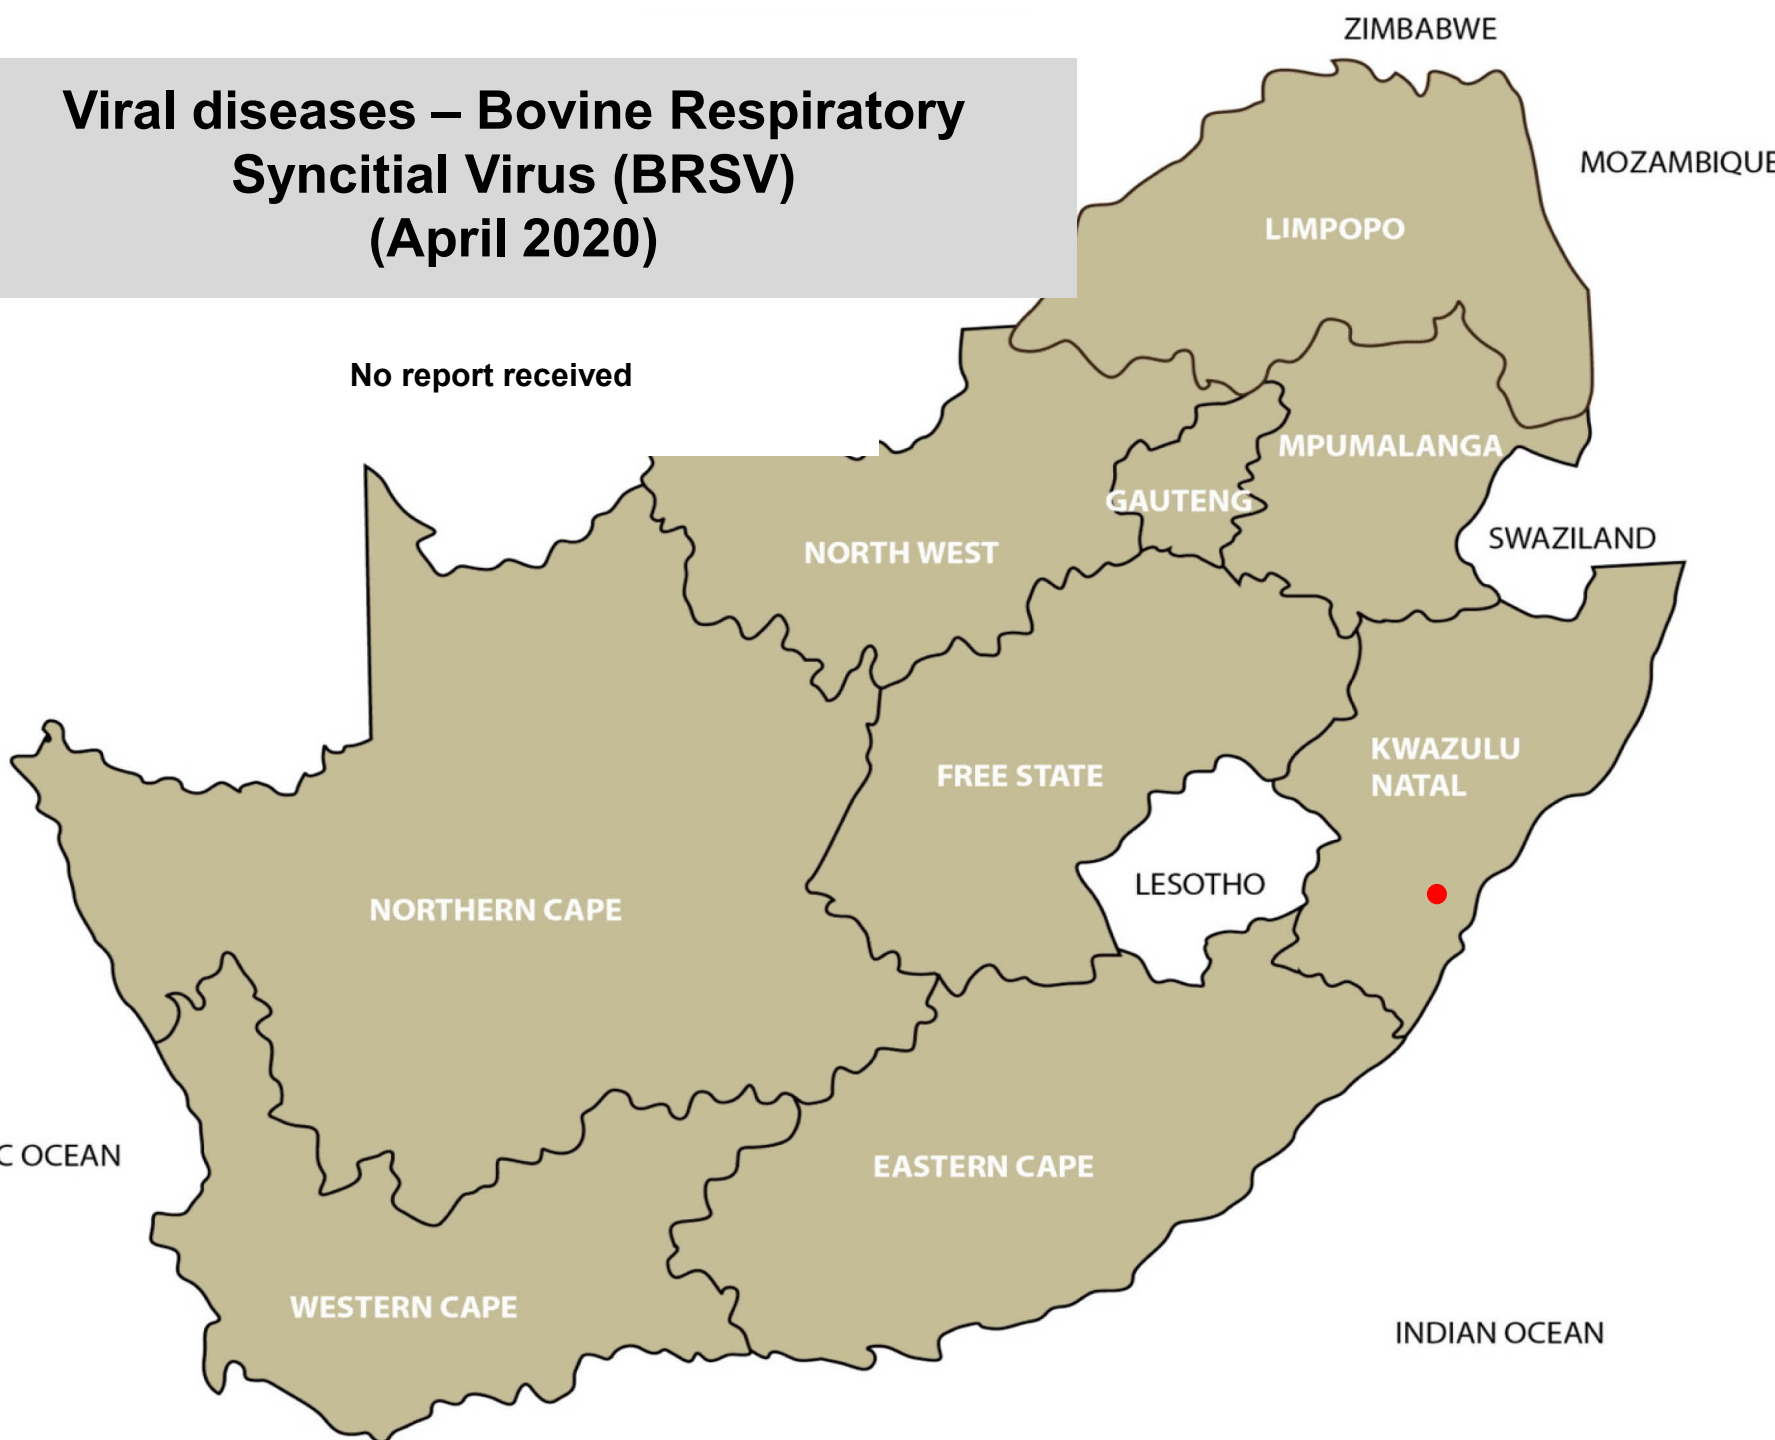 ZIMBABWE
Viral diseases – Bovine Respiratory
Syncitial Virus (BRSV)
(April 2020)
MOZAMBIQUE
LIMPOPO
No report received
MPUMALANGA
GAUTENG
SWAZILAND
NORTH WEST
KWAZULU
NATAL
FREE STATE
LESOTHO
NORTHERN CAPE
C OCEAN
EASTERN CAPE
WESTERN CAPE
INDIAN OCEAN